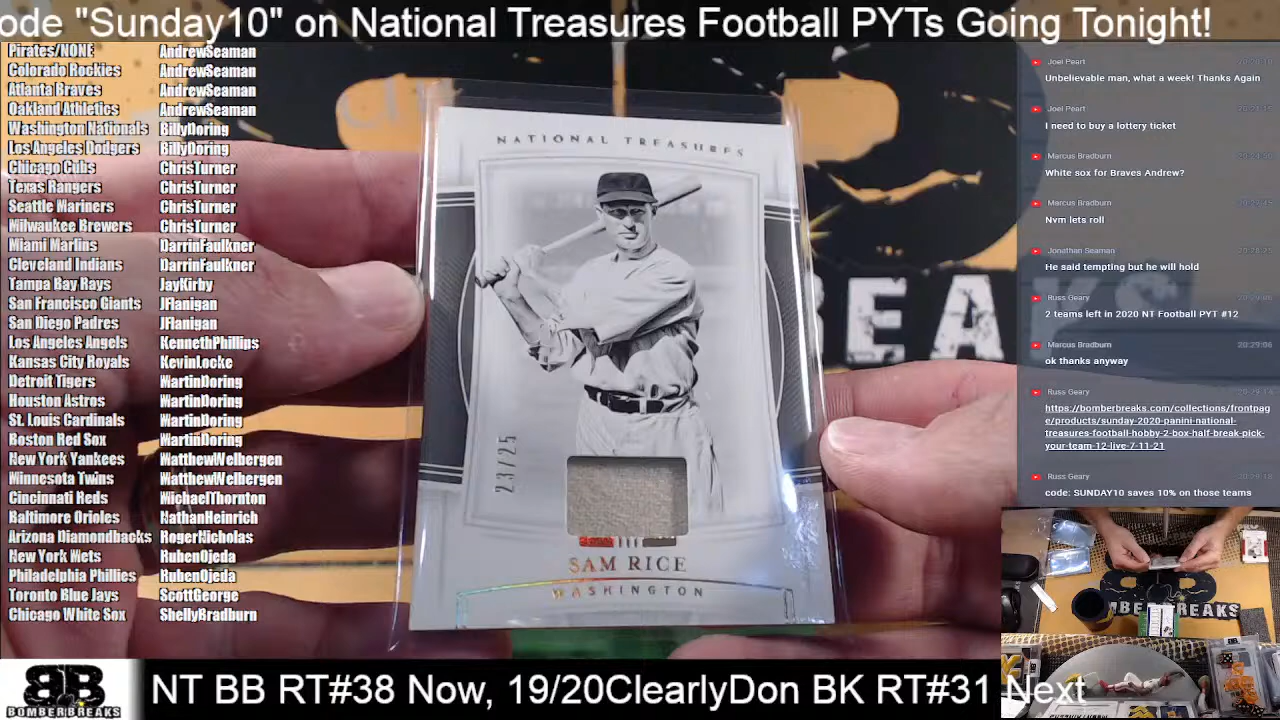 ode "Sunday10" on National Treasures Football PYTs Going Tonight!
Pirates/NONE AndrewSeaman
Colorado Rockies AndrewSeaman
Atlanta Braves AndrewSeaman
Oakland Athletics AndrewSeaman
Washington Nationals BillyDoring
Los Angeles Dodgers BillyDoring
Chicago Cubs ChrisTurner
Texas Rangers ChrisTurner
Seattle Mariners ChrisTurner
Milwaukee Brewers ChrisTurner
Miami Marlins DarrinFaulkner
Cleveland Indians DarrinFaulkner
Tampa Bay Rays JayKirby
San Francisco Giants JFlanigan
San Diego Padres JFlanigan
Los Angeles Angels KennethPhillips
Kansas City Royals KevinLocke
Detroit Tigers MartinDoring
Houston Astros MartinDoring
St. Louis Cardinals MartinDoring
Boston Red Sox MartinDoring
New York Yankees MatthewMelbergen
Minnesota Twins MatthewMelbergen
Cincinnati Reds MichaelThornton
Baltimore Orioles NathanHeinrich
Arizona Diamondbacks RogerNicholas
New York Mets RubenOjeda
Philadelphia Phillies RubenOjeda
Toronto Blue Jays ScottGeorge
Chicago White Sox ShellyBradburn
NATIONAL TREASURES
23/25
SAM RICE
WASHINGTON
BREAKS
Joel Peart
Unbelievable man, what a week! Thanks Again
Joel Peart
I need to buy a lottery ticket
Marcus Bradburn
White sox for Braves Andrew?
Marcus Bradburn
Nvm lets roll
Jonathan Seaman
He said tempting but he will hold
Russ Geary
2 teams left in 2020 NT Football PYT #12
Marcus Bradburn 20:29:06
ok thanks anyway
Russ Geary
https://bomberbreaks.com/collections/frontpag
e/products/sunday-2020-panini-national-
treasures-football-hobby-2-box-half-break-pick-
your-team-12-live-7-11-21
Russ Geary
code: SUNDAY10 saves 10% on those teams
BOMBERBREAKS
BB
BOMBERBREAKS
NT BB RT#38 Now, 19/20ClearlyDon BK RT#31 Next